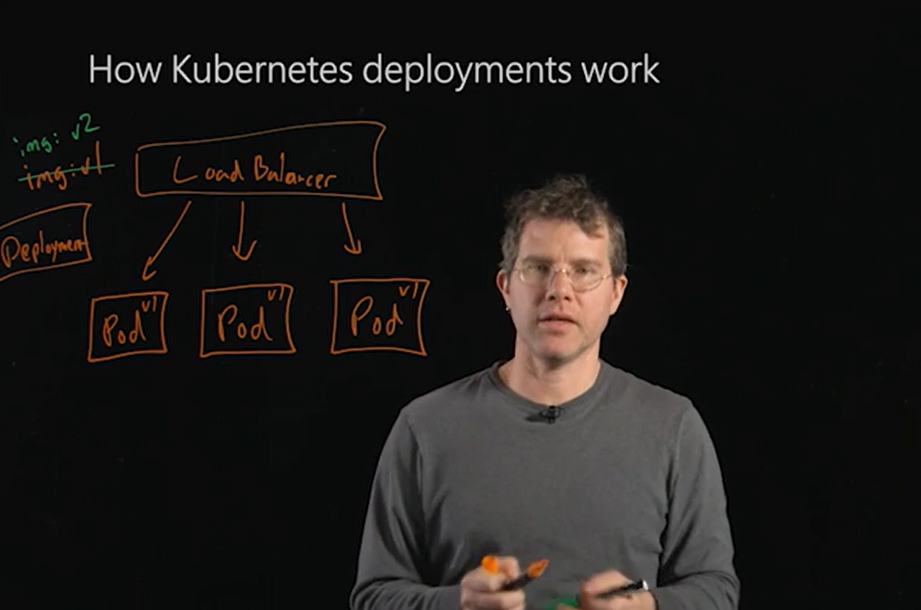 How Kubernetes deployments work
img: v2
img: v1
Load Balancer
Deployment
Pod v1
Pod v1
Pod v1